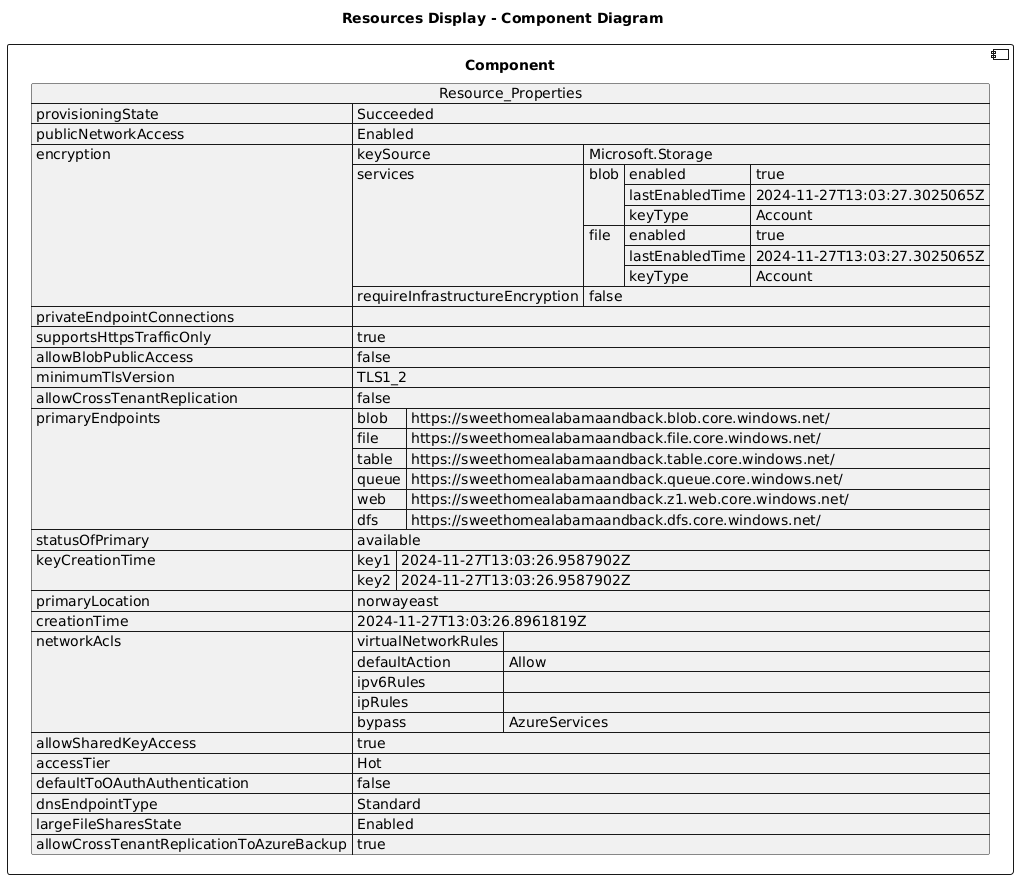 Resources Display - Component Diagram
Component
Resource_Properties
provisioningState Succeeded
publicNetworkAccess Enabled
encryption keySource Microsoft.Storage
services blob enabled true
lastEnabledTime 2024-11-27T13:03:27.3025065Z
keyType Account
file enabled true
lastEnabledTime 2024-11-27T13:03:27.3025065Z
keyType Account
requireInfrastructureEncryption false
privateEndpointConnections
supportsHttpsTrafficOnly true
allowBlobPublicAccess false
minimumTlsVersion TLS1_2
allowCrossTenantReplication false
primaryEndpoints blob https://sweethomealabamaandback.blob.core.windows.net/
file https://sweethomealabamaandback.file.core.windows.net/
table https://sweethomealabamaandback.table.core.windows.net/
queue https://sweethomealabamaandback.queue.core.windows.net/
web https://sweethomealabamaandback.z1.web.core.windows.net/
dfs https://sweethomealabamaandback.dfs.core.windows.net/
statusOfPrimary available
keyCreationTime key1 2024-11-27T13:03:26.9587902Z
key2 2024-11-27T13:03:26.9587902Z
primaryLocation norwayeast
creationTime 2024-11-27T13:03:26.8961819Z
networkAcls virtualNetworkRules
defaultAction Allow
ipv6Rules
ipRules
bypass AzureServices
allowSharedKeyAccess true
accessTier Hot
defaultToOAuthAuthentication false
dnsEndpointType Standard
largeFileSharesState Enabled
allowCrossTenantReplicationToAzureBackup true